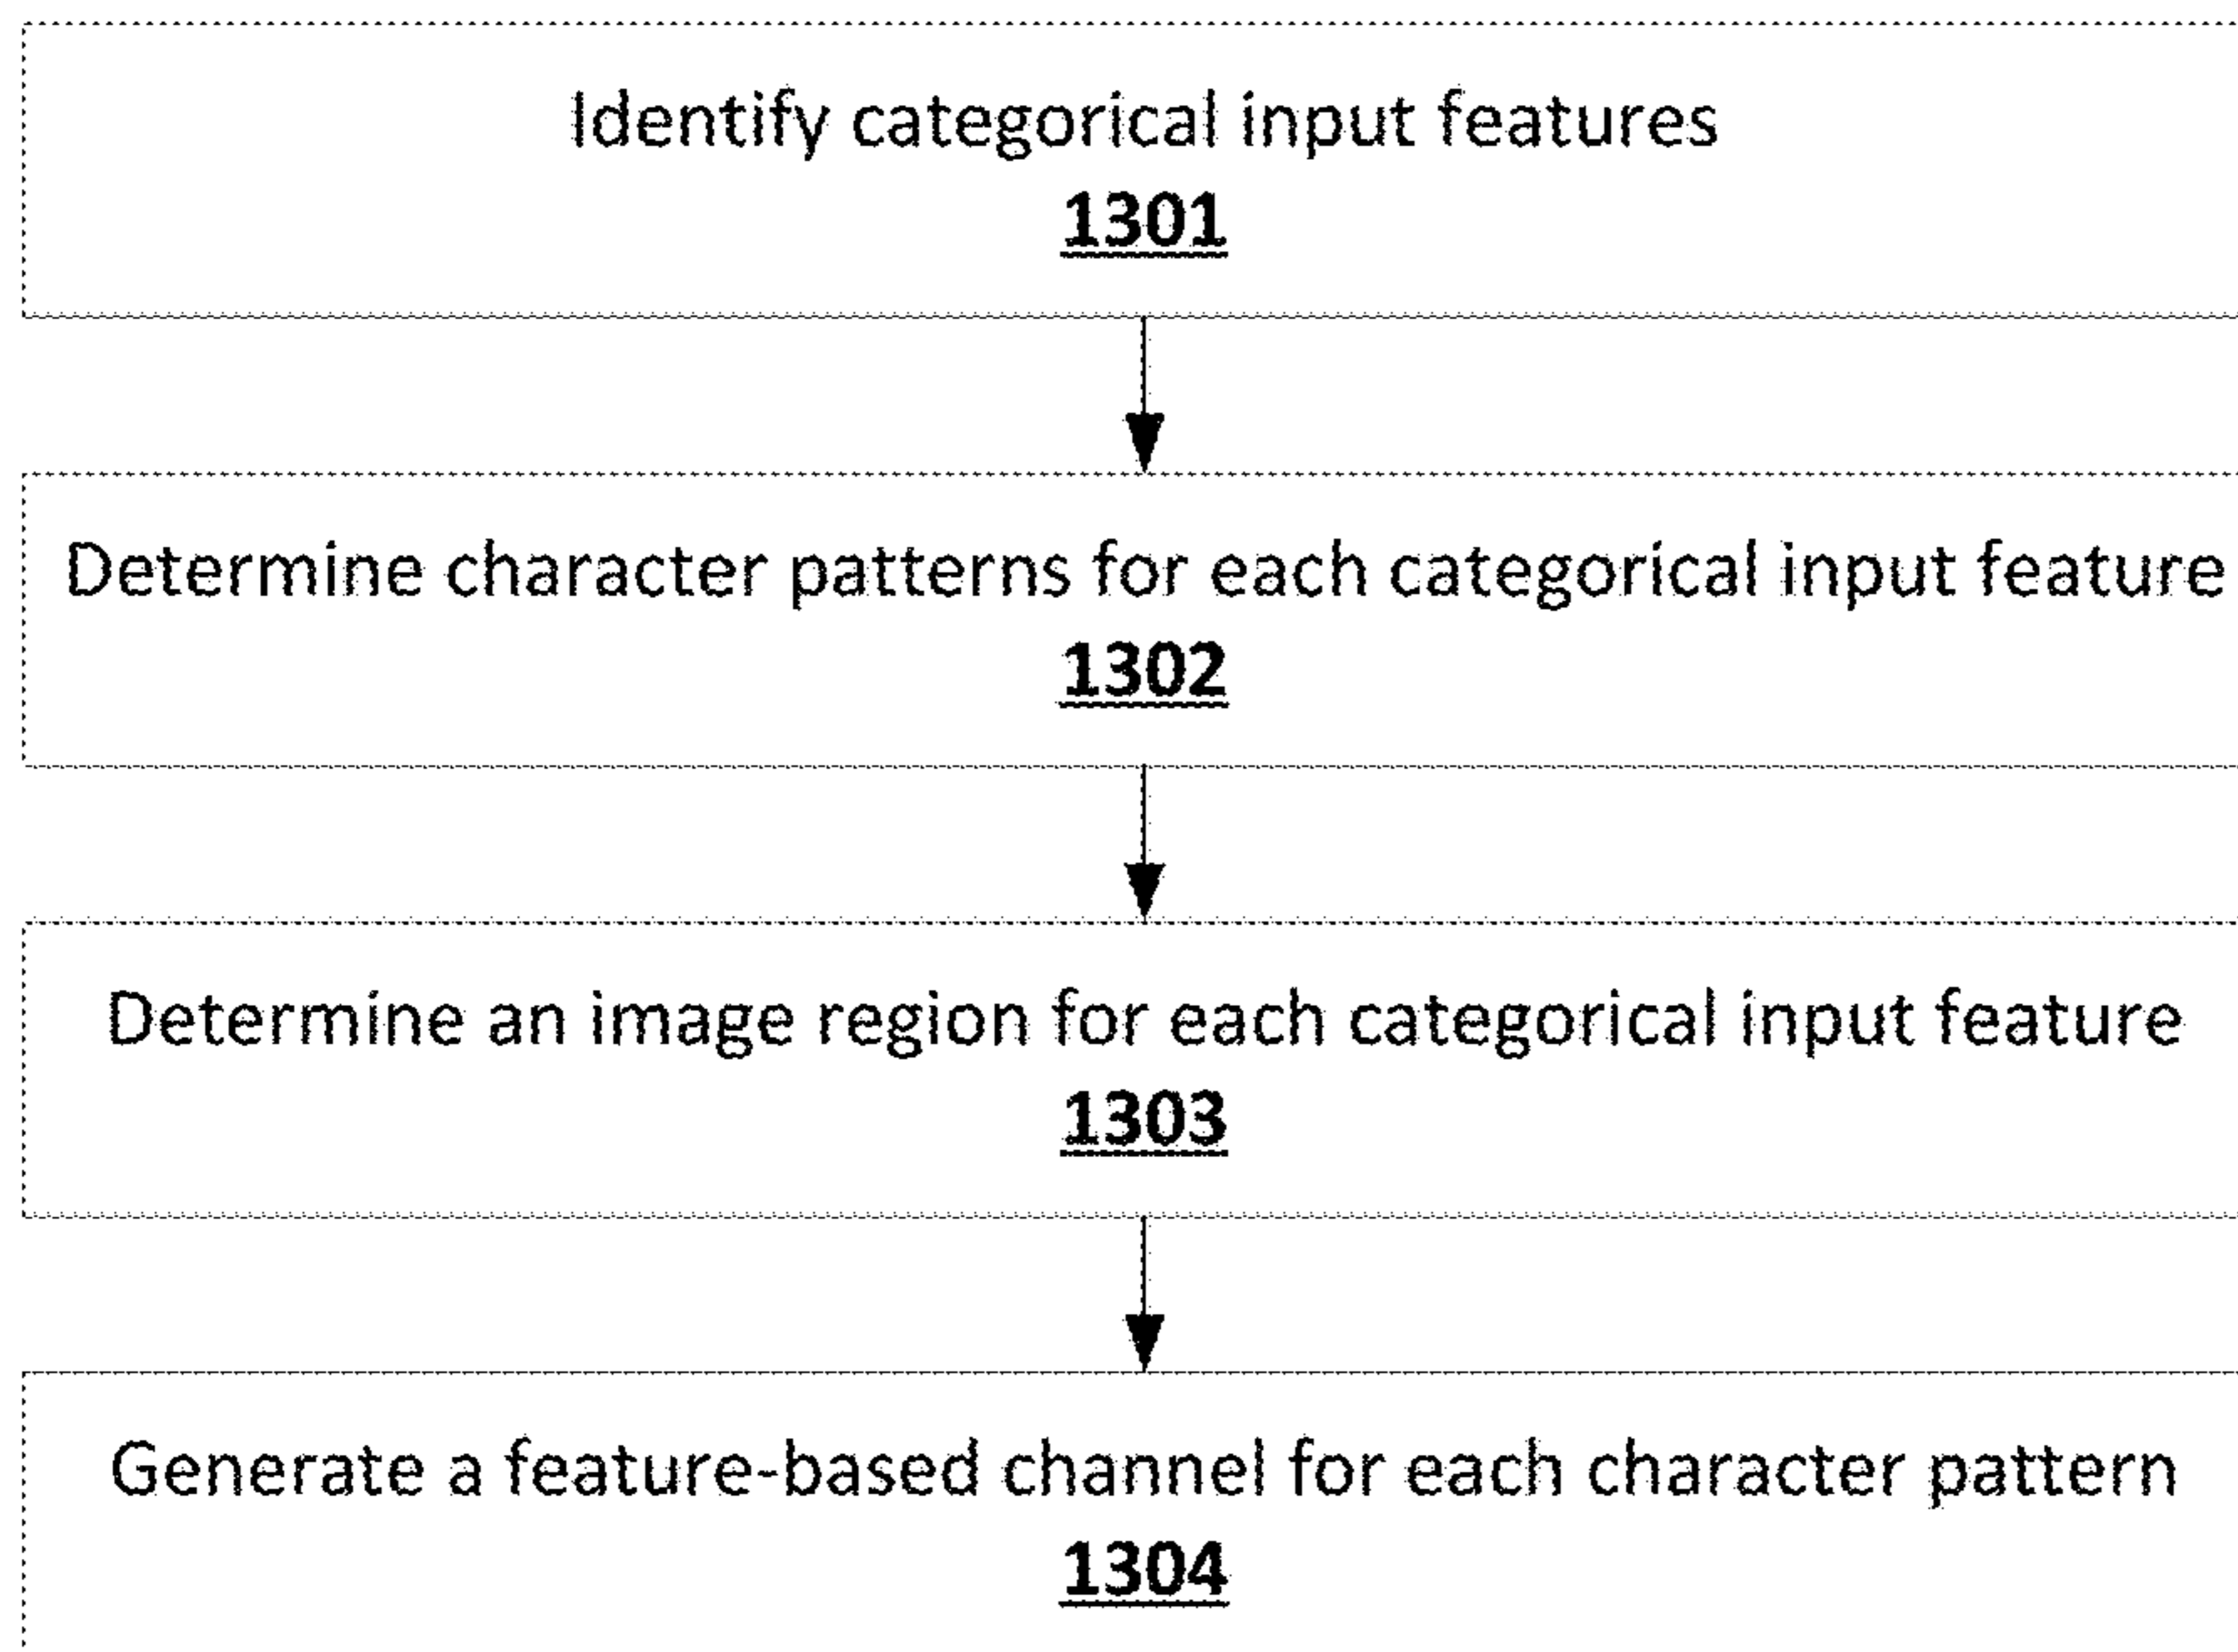 Identify categorical input features
1301
Determine character patterns for each categorical input feature
1302
Determine an image region for each categorical input feature
1303
Generate a feature-based channel for each character pattern
1304